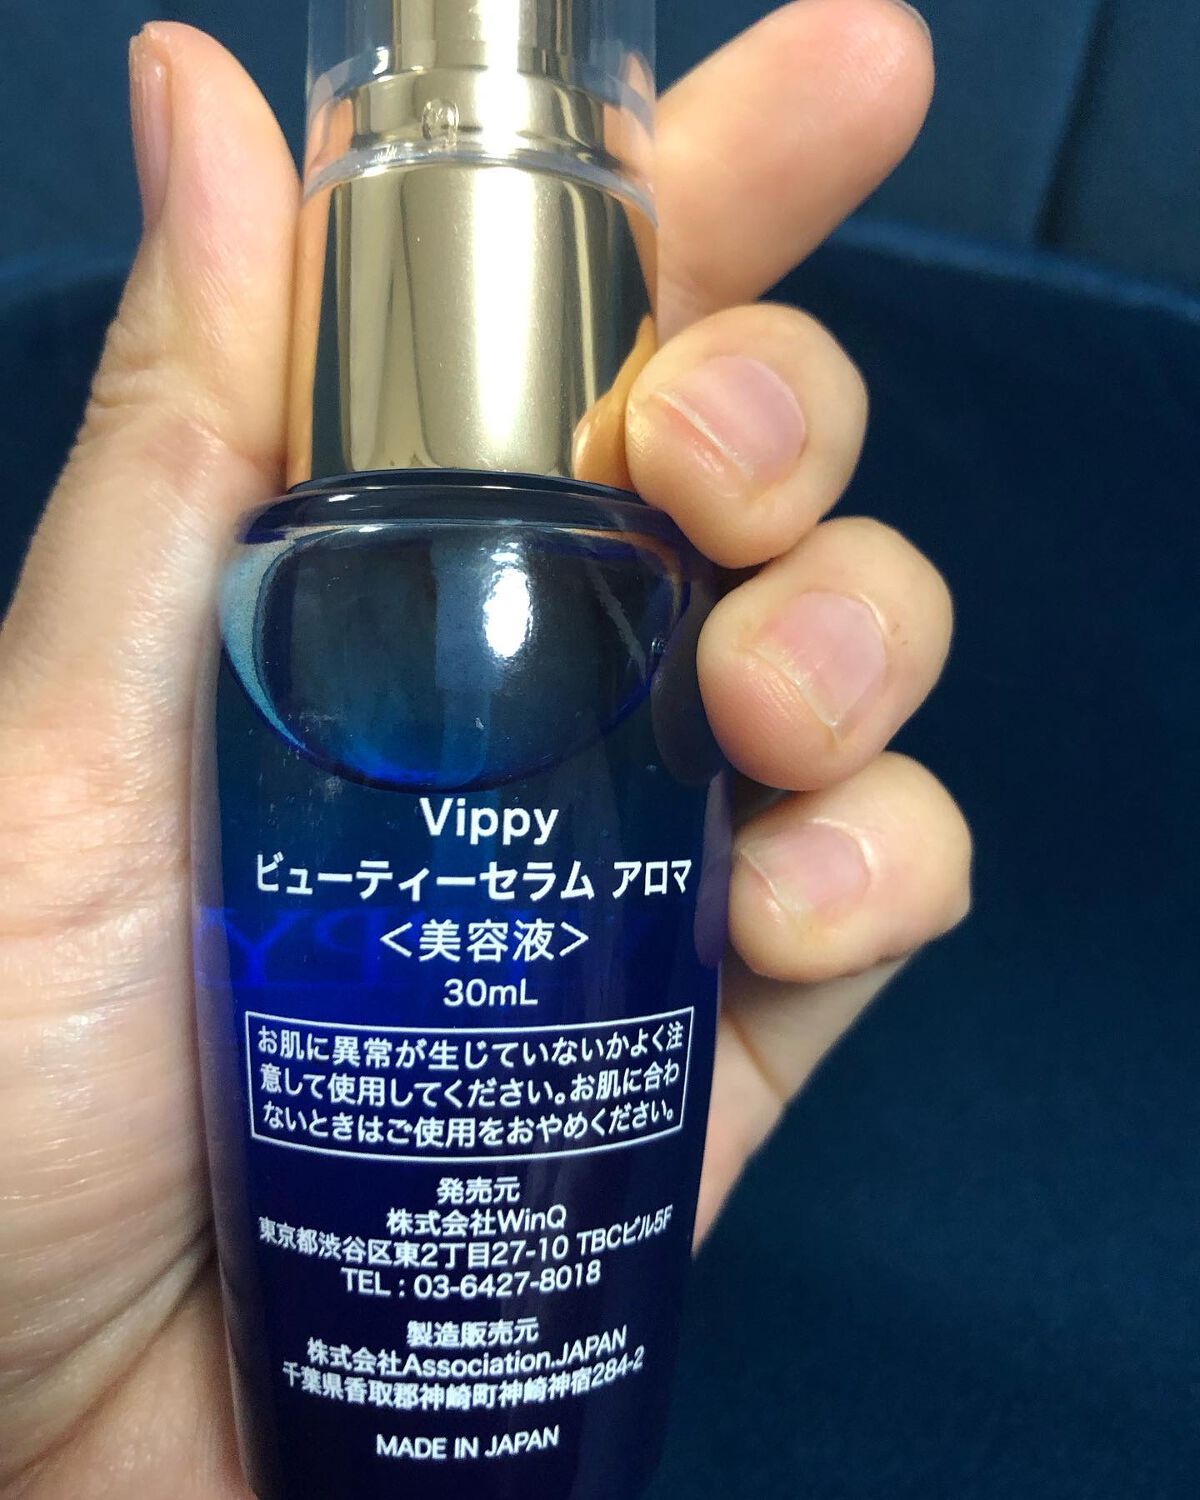 Vippy
ビューティーセラム アロマ
＜美容液＞
30mL
お肌に異常が生じていないかよく注
意して使用してください。お肌に合わ
ないときはご使用をおやめください。
発売元
株式会社WinQ
東京都渋谷区東2丁目27-10 TBCビル5F
TEL : 03-6427-8018
製造販売元
株式会社Association.JAPAN
千葉県香取郡神崎町神崎神宿284-2
MADE IN JAPAN